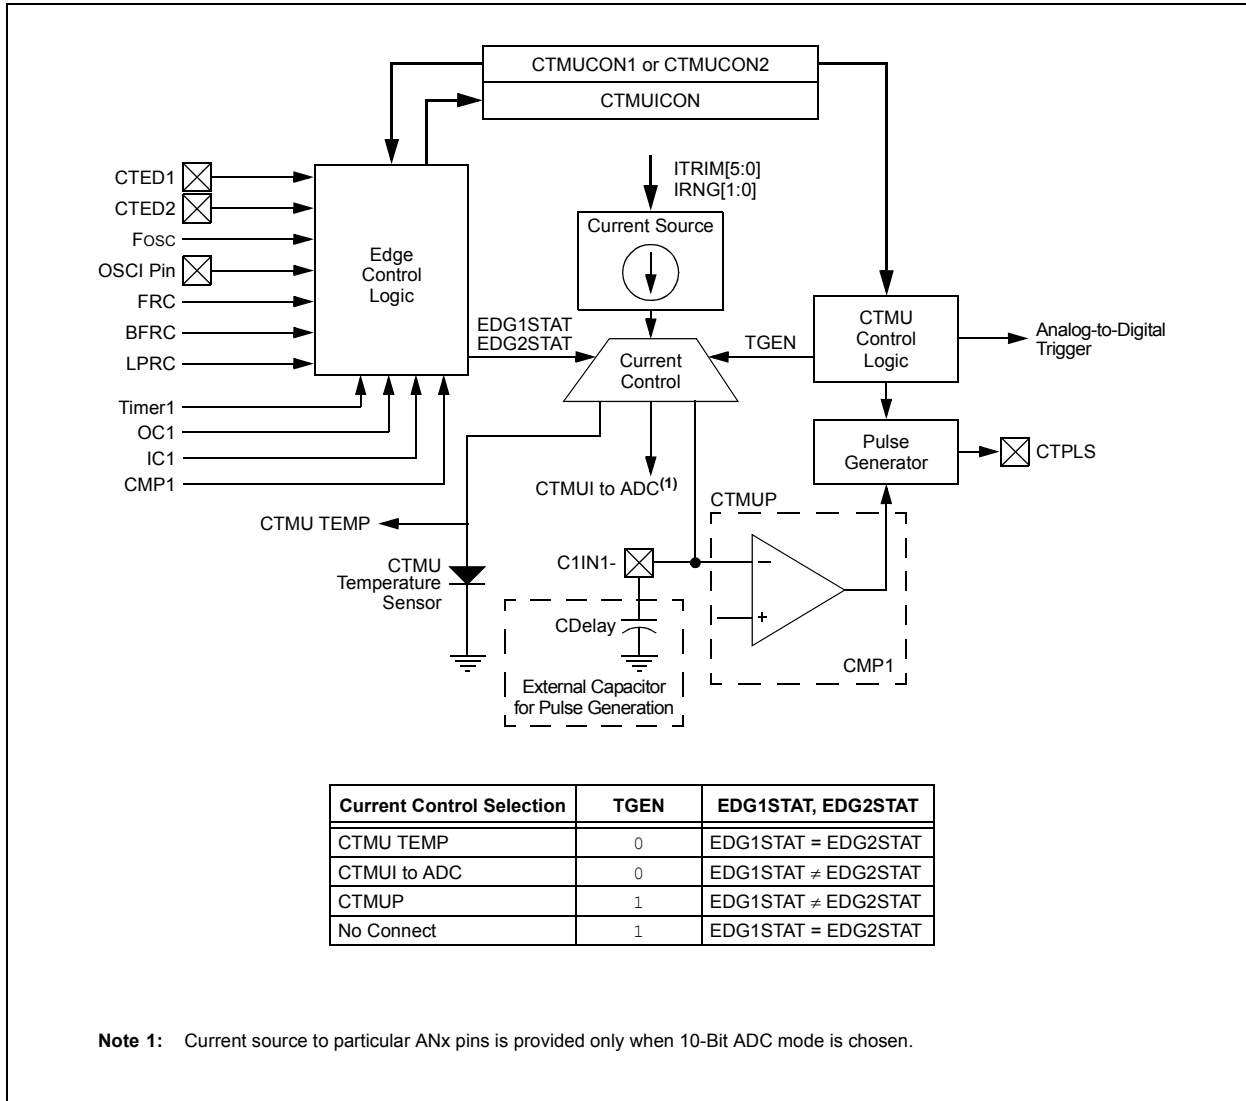 CTMUCON1 or CTMUCON2
CTMUICON
CTED1
CTED2
FOSC
OSCI Pin
FRC
BFRC
LPRC
Timer1
OC1
IC1
CMP1
Edge
Control
Logic
ITRIM[5:0]
IRNG[1:0]
Current Source
EDG1STAT
EDG2STAT
Current
Control
TGEN
CTMU
Control
Logic
Analog-to-Digital
Trigger
Pulse
Generator
CTPLS
CTMUI to ADC(1)
CTMUP
CTMU TEMP
CTMU
Temperature
Sensor
C1IN1-
CDelay
External Capacitor
for Pulse Generation
–
+
CMP1
Current Control Selection TGEN EDG1STAT, EDG2STAT
CTMU TEMP 0 EDG1STAT = EDG2STAT
CTMUI to ADC 0 EDG1STAT ≠ EDG2STAT
CTMUP 1 EDG1STAT ≠ EDG2STAT
No Connect 1 EDG1STAT = EDG2STAT
Note 1: Current source to particular ANx pins is provided only when 10-Bit ADC mode is chosen.